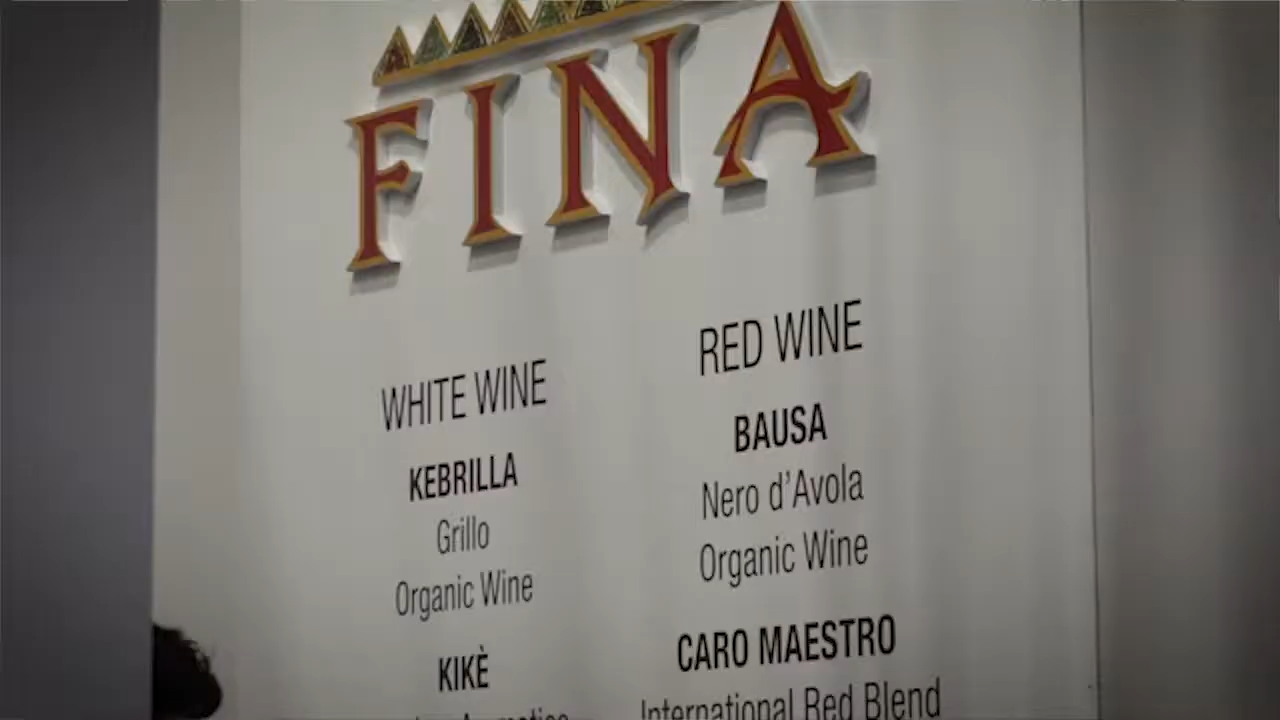 FINA
WHITE WINE
KEBRILLA
Grillo
Organic Wine
KIKÈ
RED WINE
BAUSA
Nero d'Avola
Organic Wine
CARO MAESTRO
International Red Blend